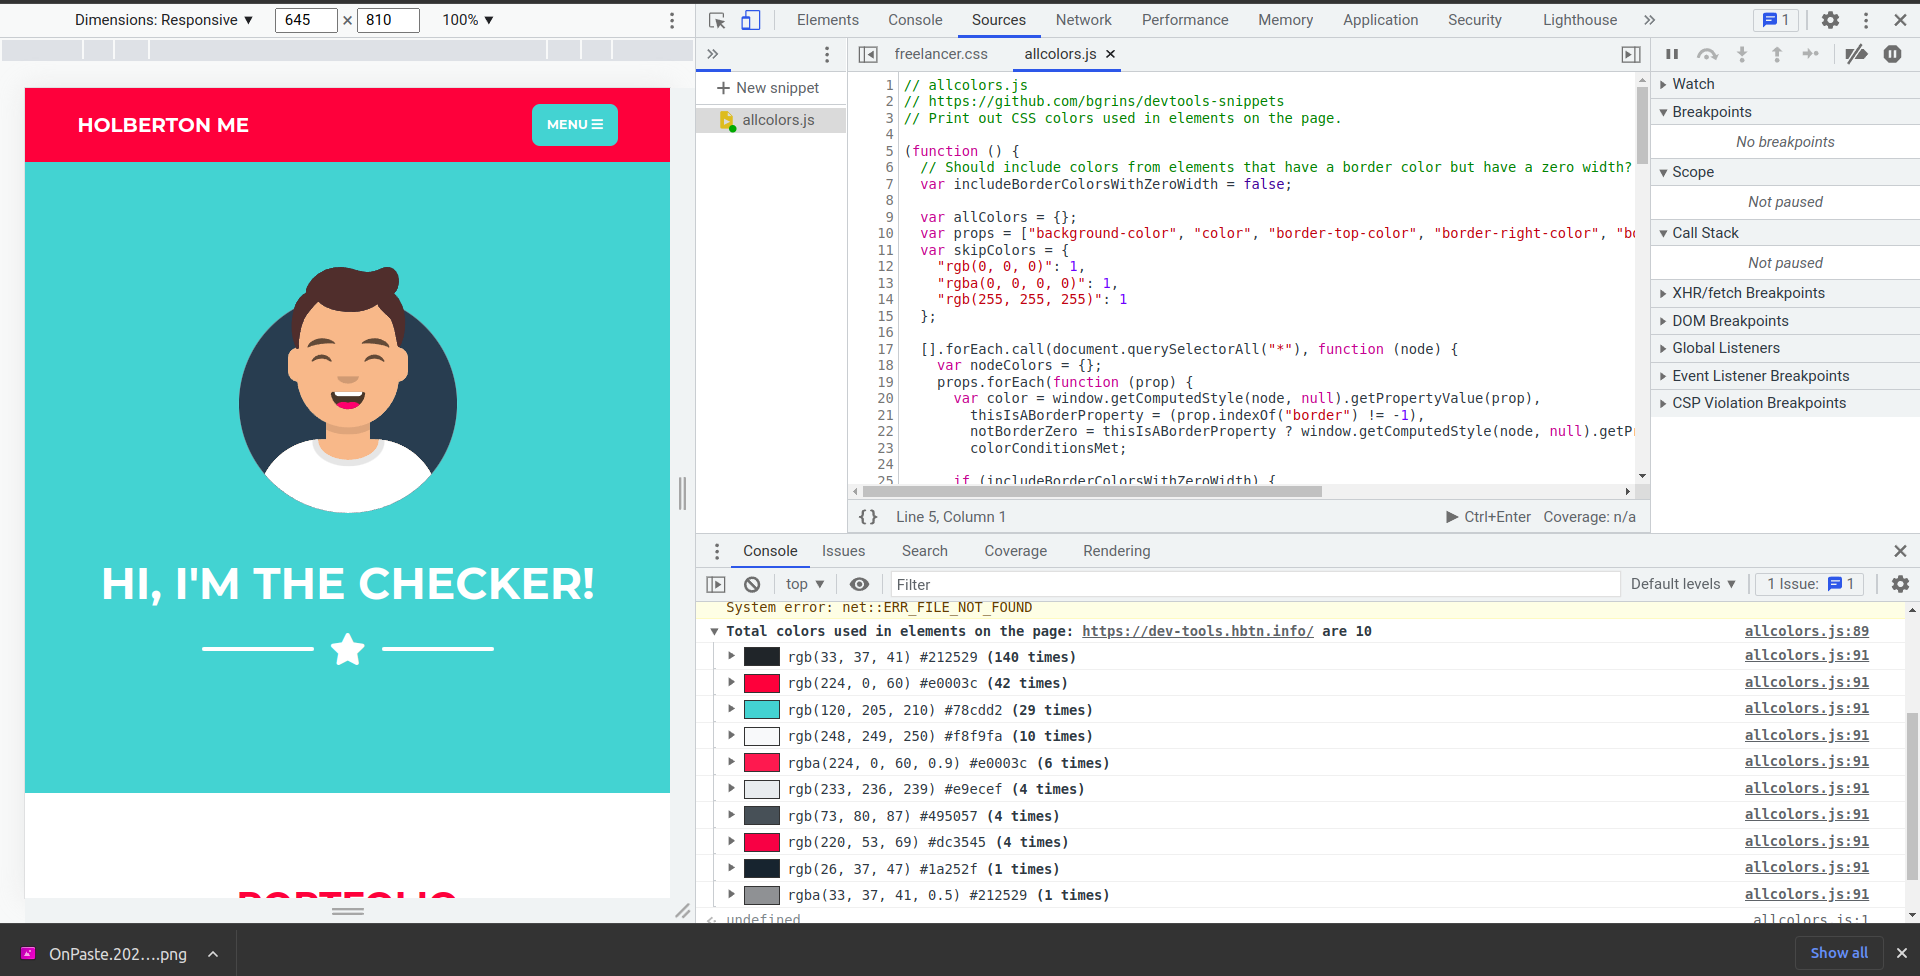 Dimensions: Responsive ▼ 645 × 810 100% ▼
Elements Console Sources Network Performance Memory Application Security Lighthouse » 1
» freelancer.css allcolors.js ×
+ New snippet
allcolors.js
HOLBERTON ME
MENU ☰
HI, I'M THE CHECKER!
1 // allcolors.js
2 // https://github.com/bgrins/devtools-snippets
3 // Print out CSS colors used in elements on the page.
4
5 (function () {
6 // Should include colors from elements that have a border color but have a zero width?
7 var includeBorderColorsWithZeroWidth = false;
8
9 var allColors = {};
10 var props = ["background-color", "color", "border-top-color", "border-right-color", "bo
11 var skipColors = {
12 "rgb(0, 0, 0)": 1,
13 "rgba(0, 0, 0, 0)": 1,
14 "rgb(255, 255, 255)": 1
15 };
16
17 [].forEach.call(document.querySelectorAll("*"), function (node) {
18 var nodeColors = {};
19 props.forEach(function (prop) {
20 var color = window.getComputedStyle(node, null).getPropertyValue(prop),
21 thisIsABorderProperty = (prop.indexOf("border") != -1),
22 notBorderZero = thisIsABorderProperty ? window.getComputedStyle(node, null).getPr
23 colorConditionsMet;
24
25 if (includeBorderColorsWithZeroWidth) {
{} Line 5, Column 1 ▶ Ctrl+Enter Coverage: n/a
Watch
Breakpoints
No breakpoints
Scope
Not paused
Call Stack
Not paused
XHR/fetch Breakpoints
DOM Breakpoints
Global Listeners
Event Listener Breakpoints
CSP Violation Breakpoints
Console Issues Search Coverage Rendering
top ▼ Filter Default levels ▼ 1 Issue: 1
System error: net::ERR_FILE_NOT_FOUND
Total colors used in elements on the page: https://dev-tools.hbtn.info/ are 10 allcolors.js:89
rgb(33, 37, 41) #212529 (140 times) allcolors.js:91
rgb(224, 0, 60) #e0003c (42 times) allcolors.js:91
rgb(120, 205, 210) #78cdd2 (29 times) allcolors.js:91
rgb(248, 249, 250) #f8f9fa (10 times) allcolors.js:91
rgba(224, 0, 60, 0.9) #e0003c (6 times) allcolors.js:91
rgb(233, 236, 239) #e9ecef (4 times) allcolors.js:91
rgb(73, 80, 87) #495057 (4 times) allcolors.js:91
rgb(220, 53, 69) #dc3545 (4 times) allcolors.js:91
rgb(26, 37, 47) #1a252f (1 times) allcolors.js:91
rgba(33, 37, 41, 0.5) #212529 (1 times) allcolors.js:91
undefined allcolors.js:1
PORTFOLIO
OnPaste.202....png
Show all